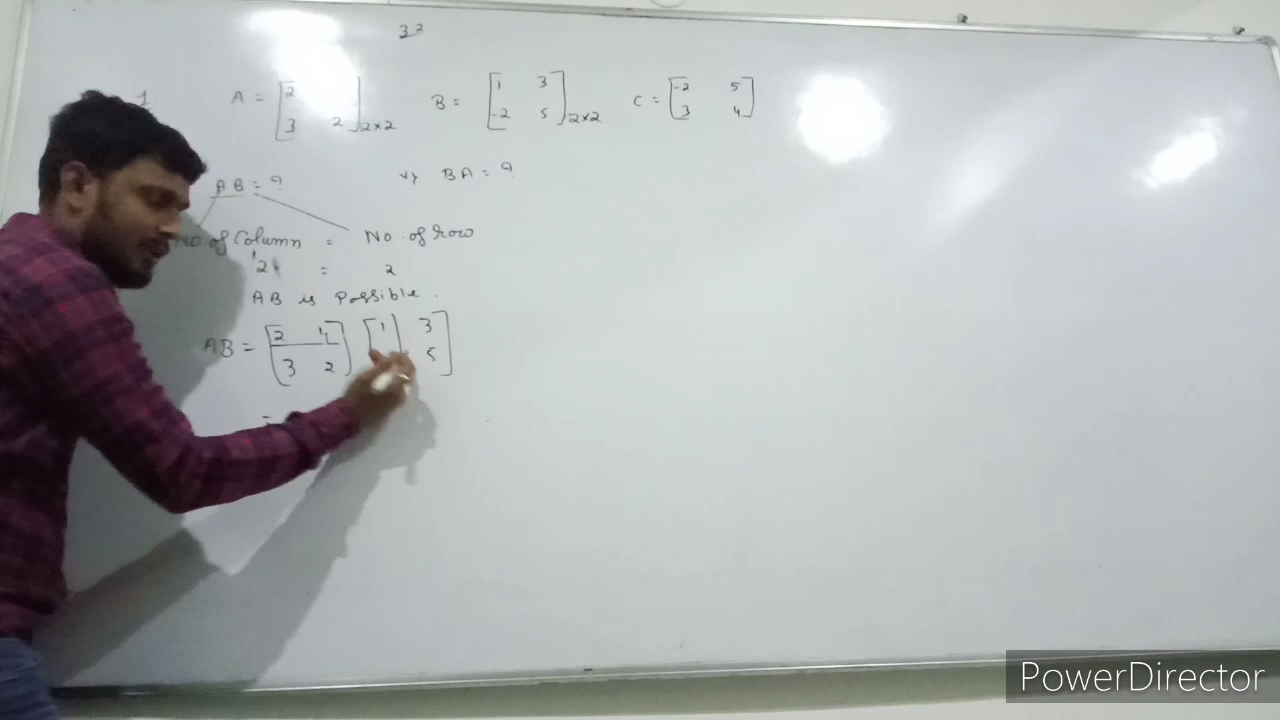 3²
1 A = [2 3 2]2×2 B = [1 3 -2 5]2×2 C = [-2 5 3 4]
AB = ? BA = ?
No. of Column = No. of row
2 = 2
AB is Possible.
AB = [2 4 3 2] [1 3 5]
=
PowerDirector